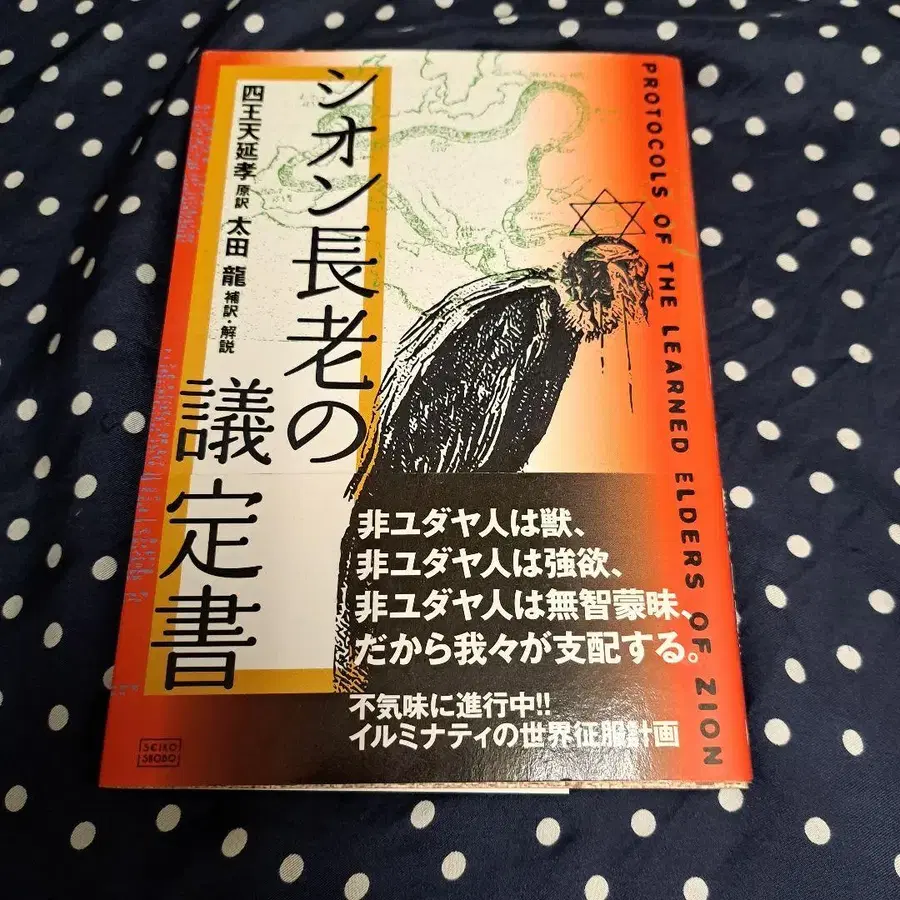 シオン長老の
議定書
四王天延孝 原訳 太田 龍 補訳・解説
PROTOCOLS OF THE LEARNED ELDERS OF ZION
非ユダヤ人は獣、
非ユダヤ人は強欲、
非ユダヤ人は無智蒙昧、
だから我々が支配する。
不気味に進行中!!
イルミナティの世界征服計画
SEIKO
SHOBO